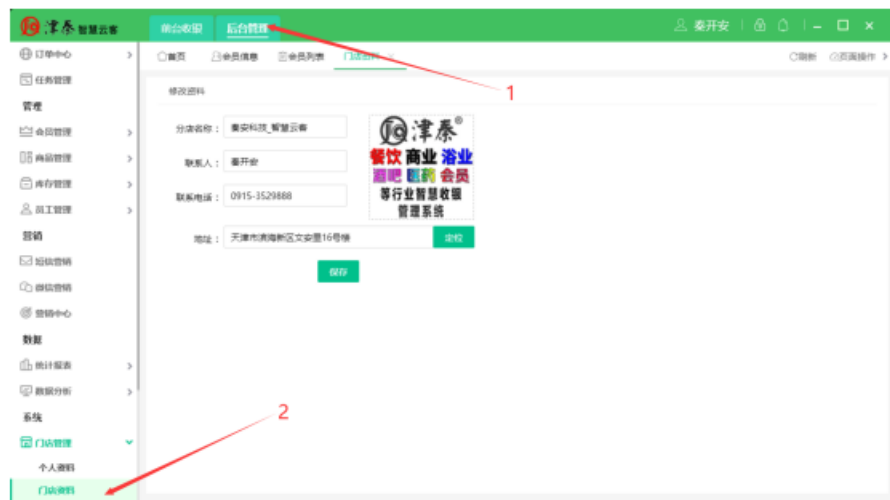 津泰 智慧云客 前台收银 后台管理 秦开安
订单中心 首页 会员信息 会员列表 门店资料 刷新 页面操作
任务管理
修改资料
管理
会员管理
商品管理
库存管理
员工管理
营销
短信营销
微信营销
营销中心
数据
统计报表
数据分析
系统
门店管理
个人资料
门店资料
分店名称： 秦安科技_智慧云客
联系人： 秦开安
联系电话： 0915-3529888
地址： 天津市滨海新区文安里16号楼 定位
保存
津泰®
餐饮 商业 浴业
酒吧 医药 会员
等行业智慧收银
管理系统
1
2